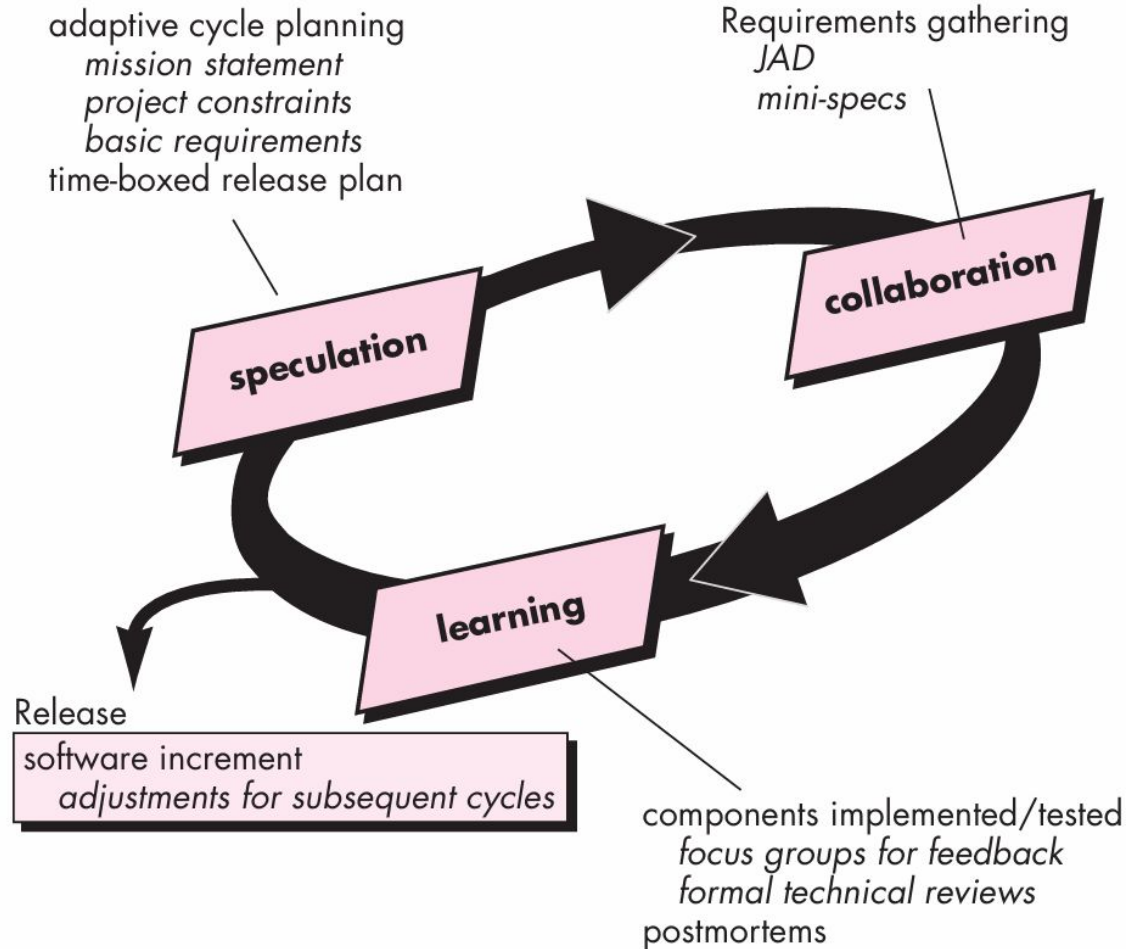 adaptive cycle planning
mission statement
project constraints
basic requirements
time-boxed release plan
Requirements gathering
JAD
mini-specs
speculation
collaboration
learning
Release
software increment
adjustments for subsequent cycles
components implemented/tested
focus groups for feedback
formal technical reviews
postmortems